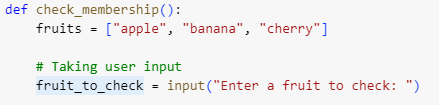 def check_membership():
    fruits = ["apple", "banana", "cherry"]
    # Taking user input
    fruit_to_check = input("Enter a fruit to check: ")